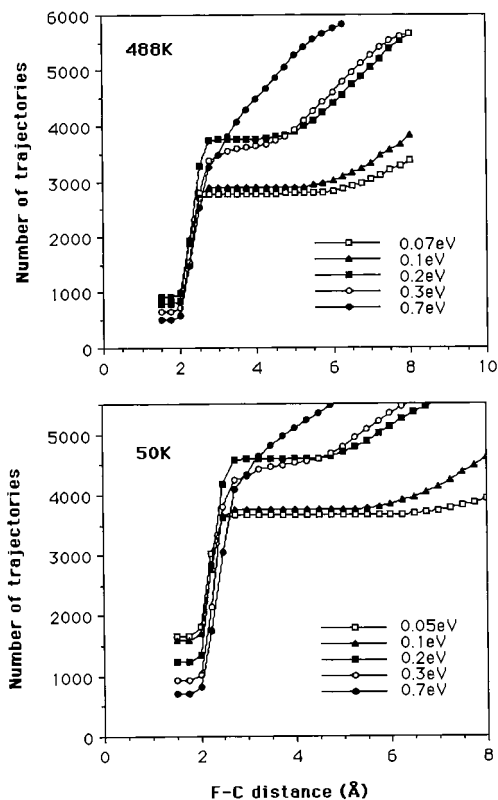 6000
488K
5000
4000
3000
2000
1000
0
Number of trajectories
0.07eV
0.1eV
0.2eV
0.3eV
0.7eV
0 2 4 6 8 10
50K
5000
4000
3000
2000
1000
0
Number of trajectories
0.05eV
0.1eV
0.2eV
0.3eV
0.7eV
0 2 4 6 8
F-C distance (Å)